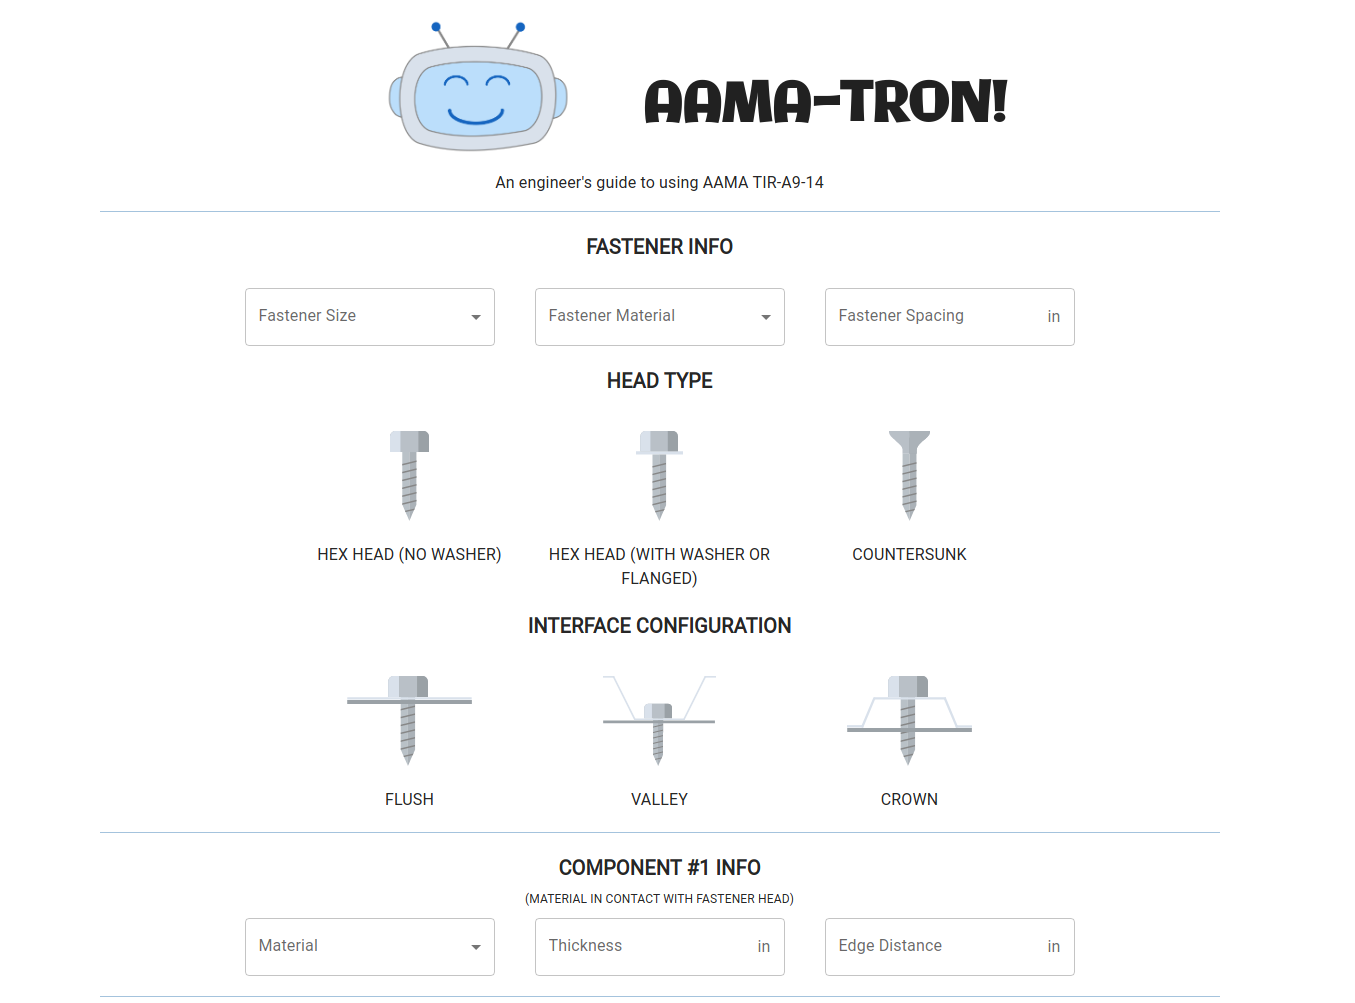 AAMA-TRON!
An engineer's guide to using AAMA TIR-A9-14
FASTENER INFO
Fastener Size
Fastener Material
Fastener Spacing in
HEAD TYPE
HEX HEAD (NO WASHER)
HEX HEAD (WITH WASHER OR
FLANGED)
COUNTERSUNK
INTERFACE CONFIGURATION
FLUSH
VALLEY
CROWN
COMPONENT #1 INFO
(MATERIAL IN CONTACT WITH FASTENER HEAD)
Material
Thickness in
Edge Distance in